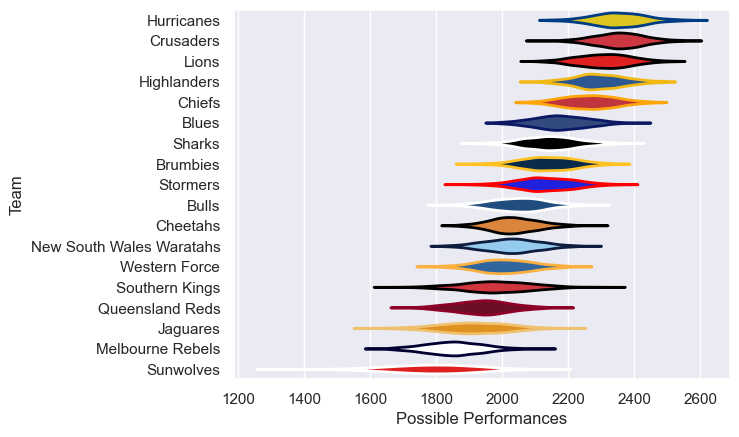 Hurricanes
Crusaders
Lions
Highlanders
Chiefs
Blues
Sharks
Brumbies
Stormers
Bulls
Cheetahs
New South Wales Waratahs
Western Force
Southern Kings
Queensland Reds
Jaguares
Melbourne Rebels
Sunwolves
Team
1200 1400 1600 1800 2000 2200 2400 2600
Possible Performances